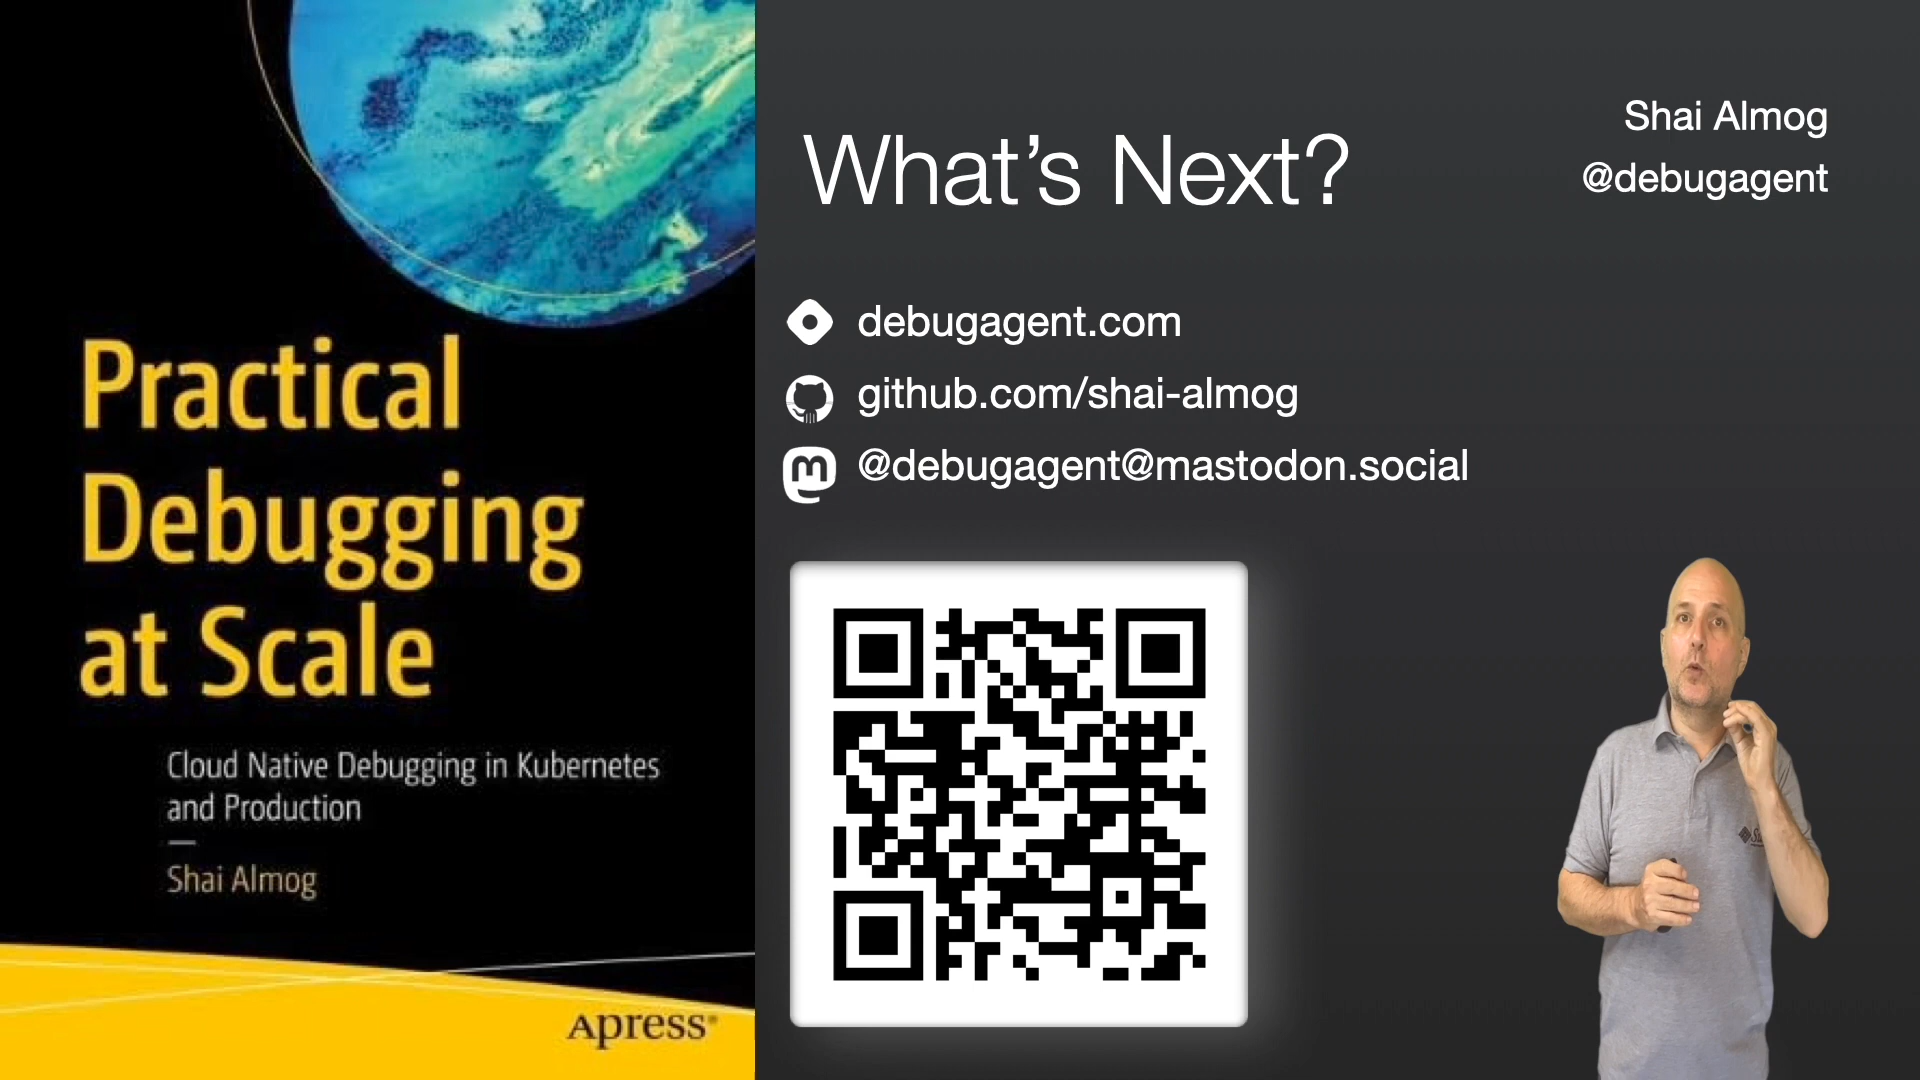 Practical
Debugging
at Scale
Cloud Native Debugging in Kubernetes
and Production
Shai Almog
Apress®
What's Next?
Shai Almog
@debugagent
debugagent.com
github.com/shai-almog
@debugagent@mastodon.social